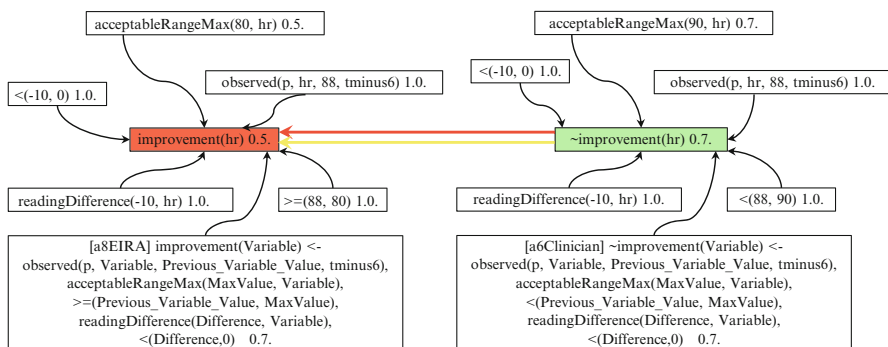 acceptableRangeMax(80, hr) 0.5.
<(-10, 0) 1.0.
observed(p, hr, 88, tminus6) 1.0.
improvement(hr) 0.5.
readingDifference(-10, hr) 1.0.
>=(88, 80) 1.0.
[a8EIRA] improvement(Variable) <-
observed(p, Variable, Previous_Variable_Value, tminus6),
acceptableRangeMax(MaxValue, Variable),
>=(Previous_Variable_Value, MaxValue),
readingDifference(Difference, Variable),
<(Difference,0) 0.7.
acceptableRangeMax(90, hr) 0.7.
<(-10, 0) 1.0.
observed(p, hr, 88, tminus6) 1.0.
~improvement(hr) 0.7.
readingDifference(-10, hr) 1.0.
<(88, 90) 1.0.
[a6Clinician] ~improvement(Variable) <-
observed(p, Variable, Previous_Variable_Value, tminus6),
acceptableRangeMax(MaxValue, Variable),
<(Previous_Variable_Value, MaxValue),
readingDifference(Difference, Variable),
<(Difference,0) 0.7.